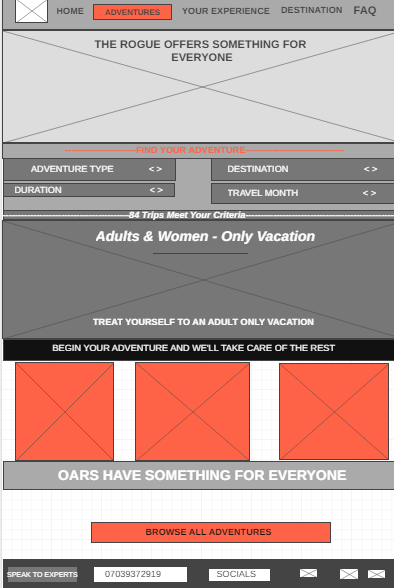 HOME ADVENTURES YOUR EXPERIENCE DESTINATION FAQ
THE ROGUE OFFERS SOMETHING FOR
EVERYONE
FIND YOUR ADVENTURE
ADVENTURE TYPE < > DESTINATION < >
DURATION < > TRAVEL MONTH < >
84 Trips Meet Your Criteria
Adults & Women - Only Vacation
TREAT YOURSELF TO AN ADULT ONLY VACATION
BEGIN YOUR ADVENTURE AND WE'LL TAKE CARE OF THE REST
OARS HAVE SOMETHING FOR EVERYONE
BROWSE ALL ADVENTURES
SPEAK TO EXPERTS 07039372919 SOCIALS